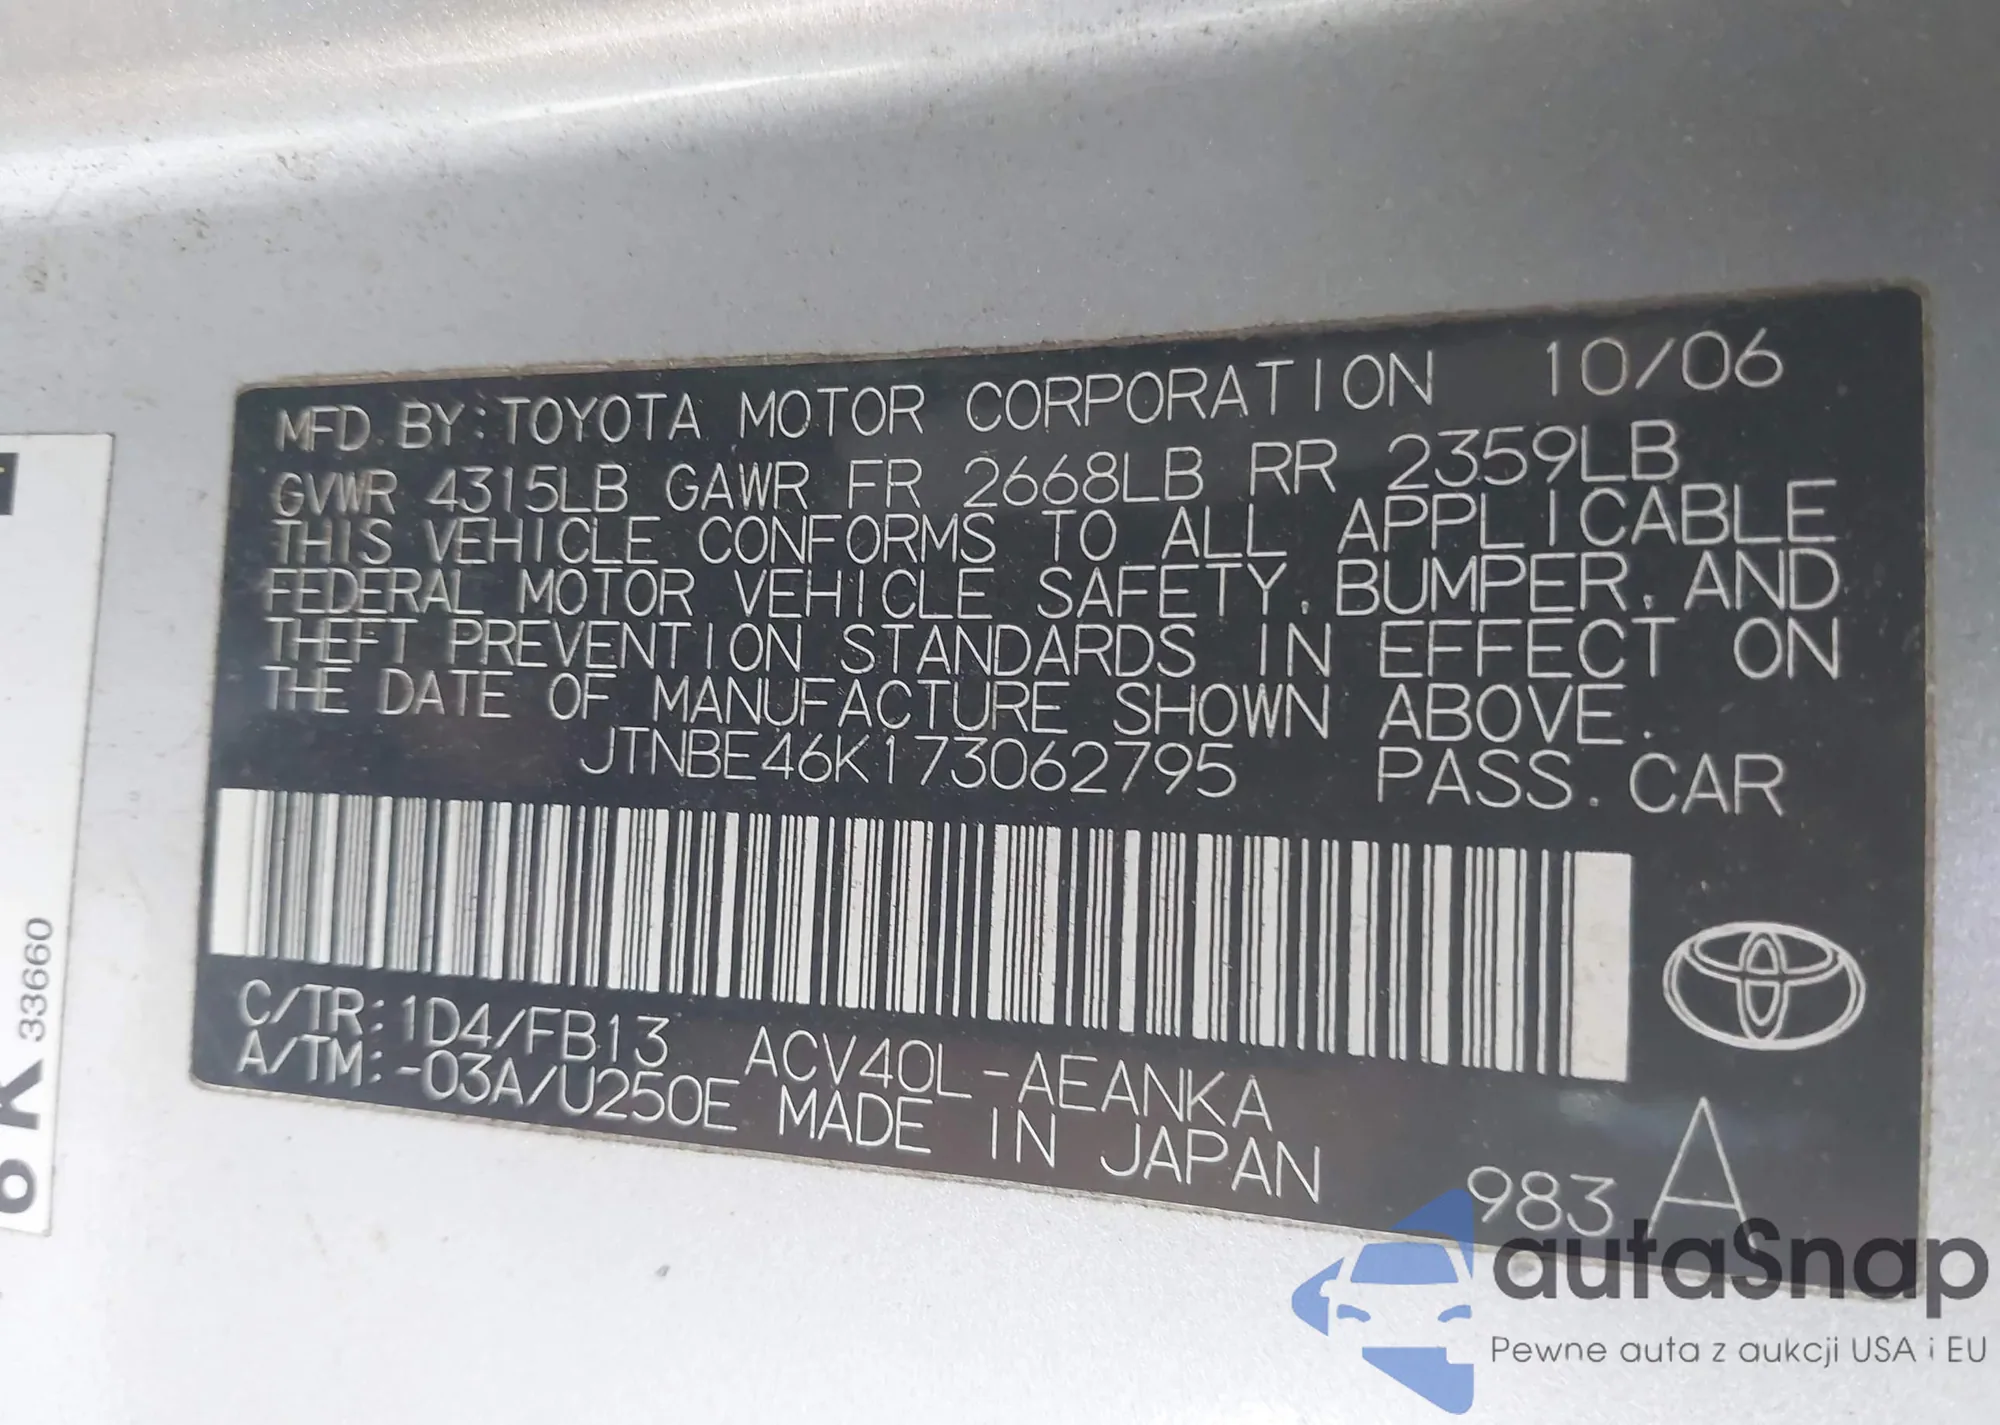 MFD. BY: TOYOTA MOTOR CORPORATION 10/06
GVWR 4315LB GAWR FR 2668LB RR 2359LB
THIS VEHICLE CONFORMS TO ALL APPLICABLE
FEDERAL MOTOR VEHICLE SAFETY, BUMPER, AND
THEFT PREVENTION STANDARDS IN EFFECT ON
THE DATE OF MANUFACTURE SHOWN ABOVE.
JTNBE46K173062795 PASS. CAR
C/TR: 1D4/FB13 ACV40L-AEANKA
A/TM: -03A/U250E MADE IN JAPAN
983 A
33660
6 K
autaSnap
Pewne auta z aukcji USA i EU